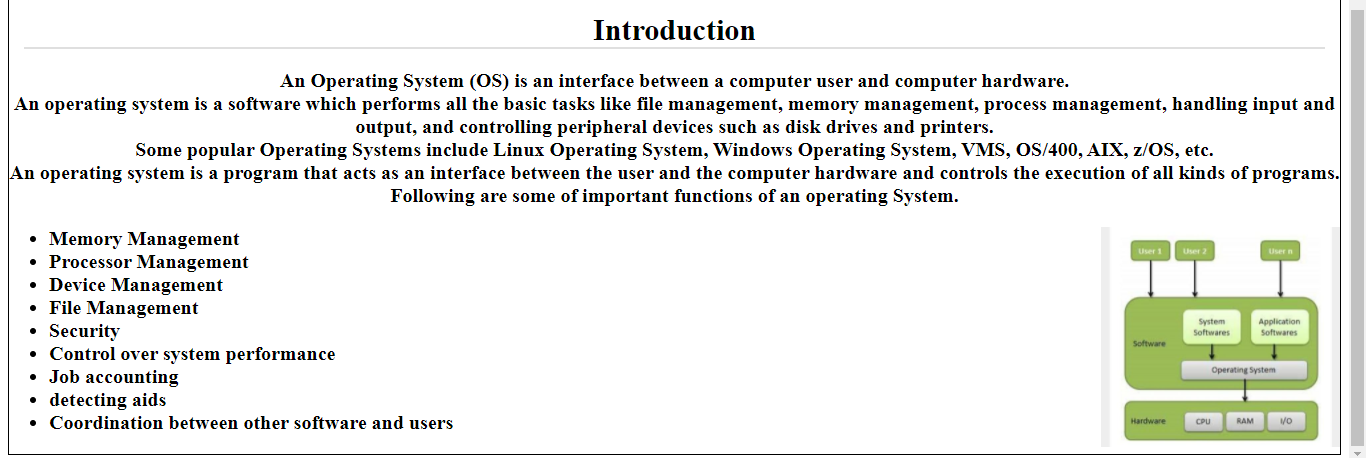 Introduction
An Operating System (OS) is an interface between a computer user and computer hardware.
An operating system is a software which performs all the basic tasks like file management, memory management, process management, handling input and
output, and controlling peripheral devices such as disk drives and printers.
Some popular Operating Systems include Linux Operating System, Windows Operating System, VMS, OS/400, AIX, z/OS, etc.
An operating system is a program that acts as an interface between the user and the computer hardware and controls the execution of all kinds of programs.
Following are some of important functions of an operating System.
• Memory Management
• Processor Management
• Device Management
• File Management
• Security
• Control over system performance
• Job accounting
• detecting aids
• Coordination between other software and users
User 1 User 2 User n
System Softwares
Application Softwares
Software
Operating System
Hardware CPU RAM I/O